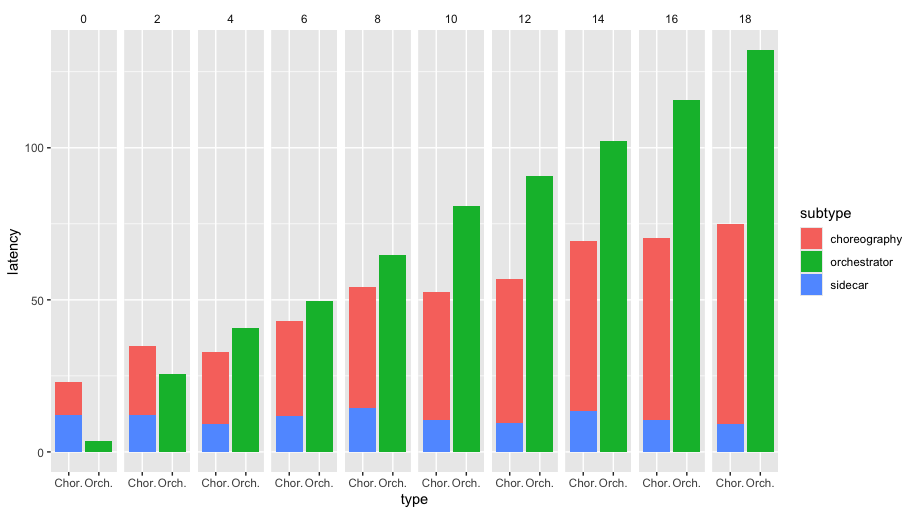 0 2 4 6 8 10 12 14 16 18
100
50
0
latency
Chor. Orch. Chor. Orch. Chor. Orch. Chor. Orch. Chor. Orch. Chor. Orch. Chor. Orch. Chor. Orch. Chor. Orch. Chor. Orch.
type
subtype
choreography
orchestrator
sidecar